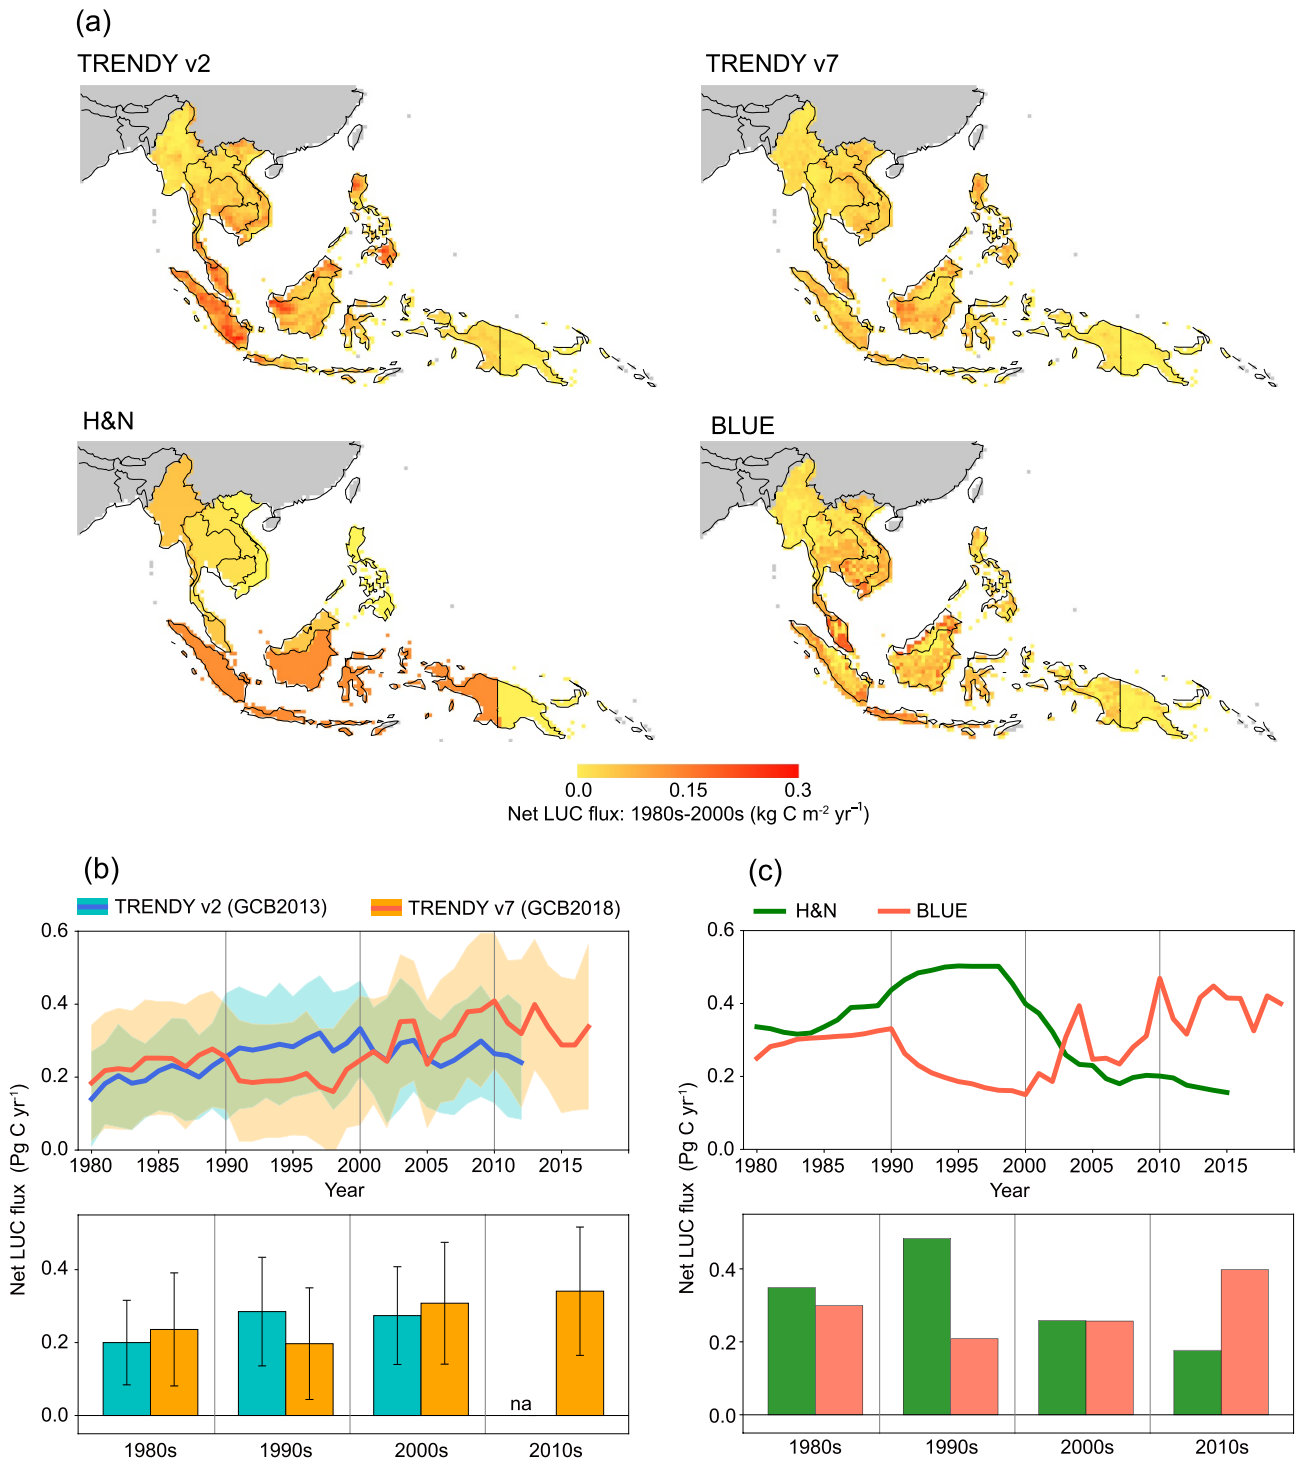 (a)
TRENDY v2
TRENDY v7
H&N
BLUE
0.0 0.15 0.3
Net LUC flux: 1980s-2000s (kg C m⁻² yr⁻¹)
(b)
TRENDY v2 (GCB2013) TRENDY v7 (GCB2018)
0.6
0.4
0.2
0.0
1980 1985 1990 1995 2000 2005 2010 2015
Year
Net LUC flux (Pg C yr⁻¹)
0.4
0.2
0.0
na
1980s 1990s 2000s 2010s
(c)
H&N BLUE
0.6
0.4
0.2
0.0
1980 1985 1990 1995 2000 2005 2010 2015
Year
Net LUC flux (Pg C yr⁻¹)
0.4
0.2
0.0
1980s 1990s 2000s 2010s